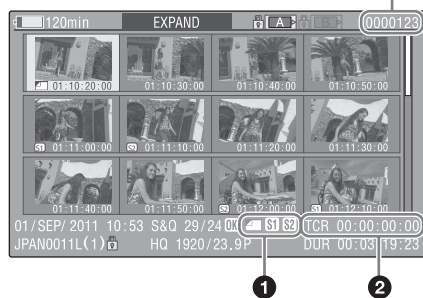 120min EXPAND A B 0000123
01:10:20:00 01:10:30:00 01:10:40:00 01:10:50:00
S1 01:11:00:00 S2 01:11:10:00 01:11:20:00 01:11:30:00
01:11:40:00 01:11:50:00 S2 01:12:00:00 S1 01:12:10:00
01/SEP/2011 10:53 S&Q 29/24 OK S1 S2 TCR 00:00:00:00
JPAN0011L(1) HQ 1920/23.9P DUR 00:03:19:23
1 2